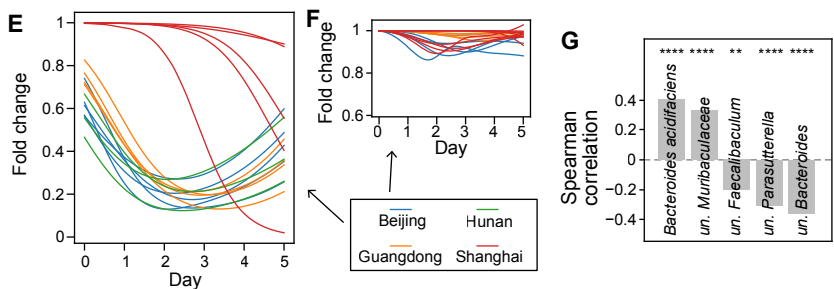 E
Fold change
1
0.8
0.6
0.4
0.2
0
0
1
2
3
4
5
Day
F
Fold change
1
0.8
0.6
0
1
2
3
4
5
Day
Beijing
Hunan
Guangdong
Shanghai
G
**** **** ** **** ****
Spearman
correlation
0.4
0
−0.2
−0.4
Bacteroides acidifaciens
un. Muribaculaceae
un. Faecalibaculum
un. Parasutterella
un. Bacteroides